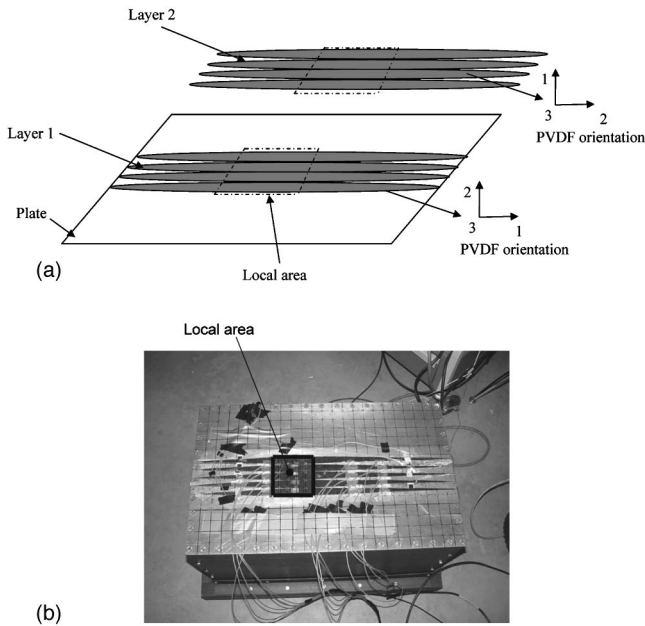 Layer 2
1
3
2
PVDF orientation
Layer 1
2
3
1
PVDF orientation
Plate
Local area
(a)
Local area
(b)